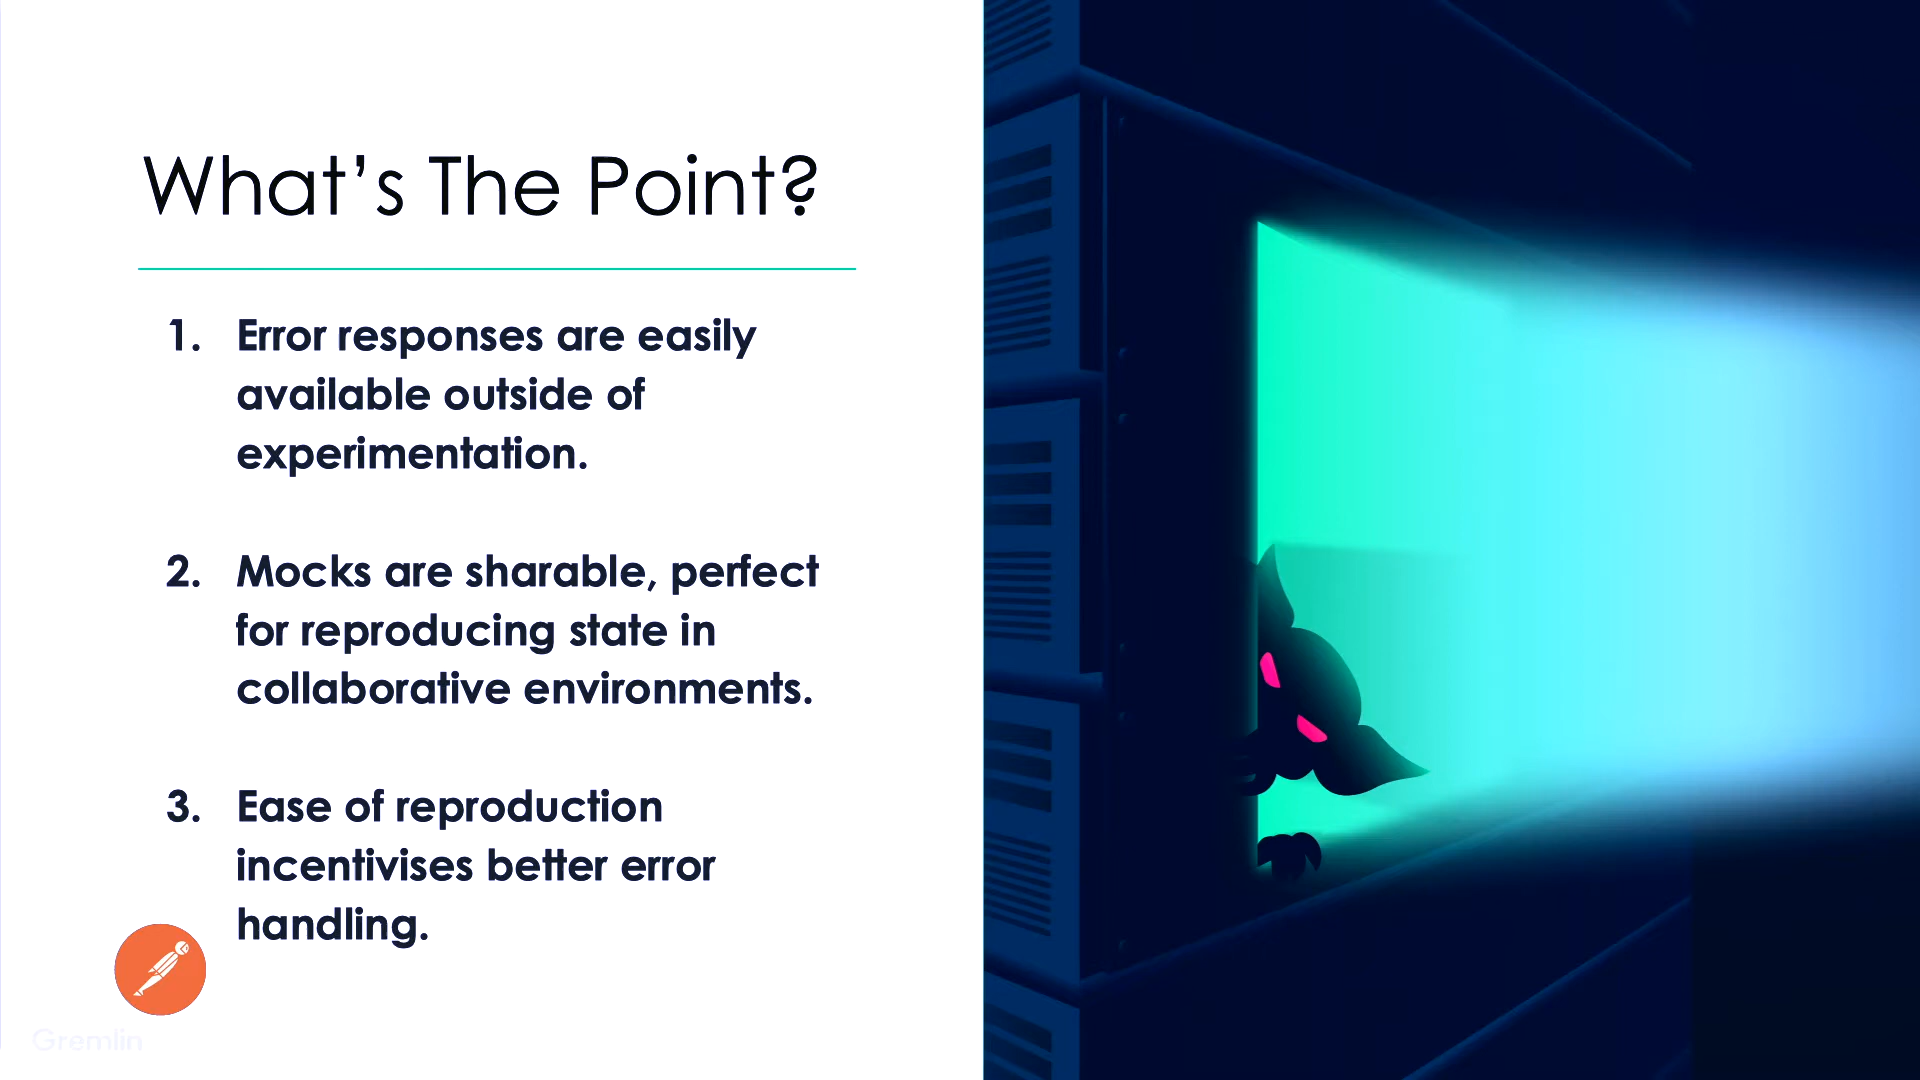 What’s The Point?
1. Error responses are easily
available outside of
experimentation.
2. Mocks are sharable, perfect
for reproducing state in
collaborative environments.
3. Ease of reproduction
incentivises better error
handling.
Gremlin